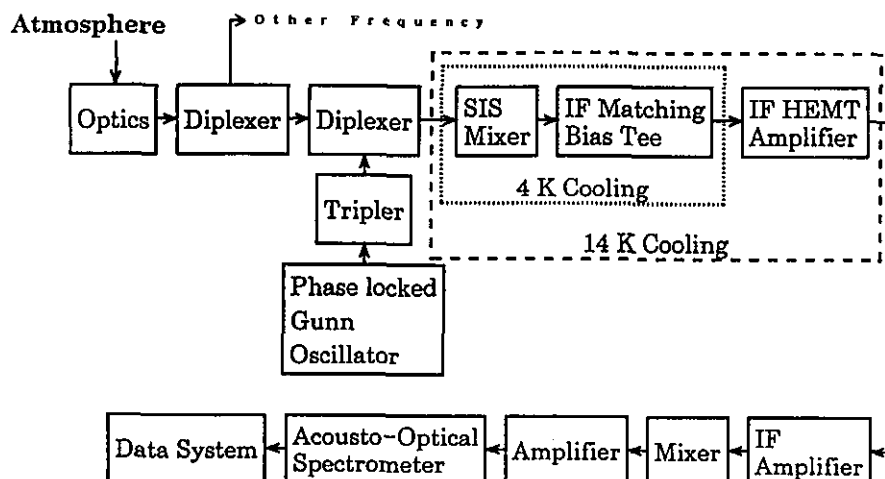 Atmosphere
Other Frequency
Optics
Diplexer
Diplexer
SIS
Mixer
IF Matching
Bias Tee
IF HEMT
Amplifier
4 K Cooling
14 K Cooling
Tripler
Phase locked
Gunn
Oscillator
Data System
Acousto-Optical
Spectrometer
Amplifier
Mixer
IF
Amplifier